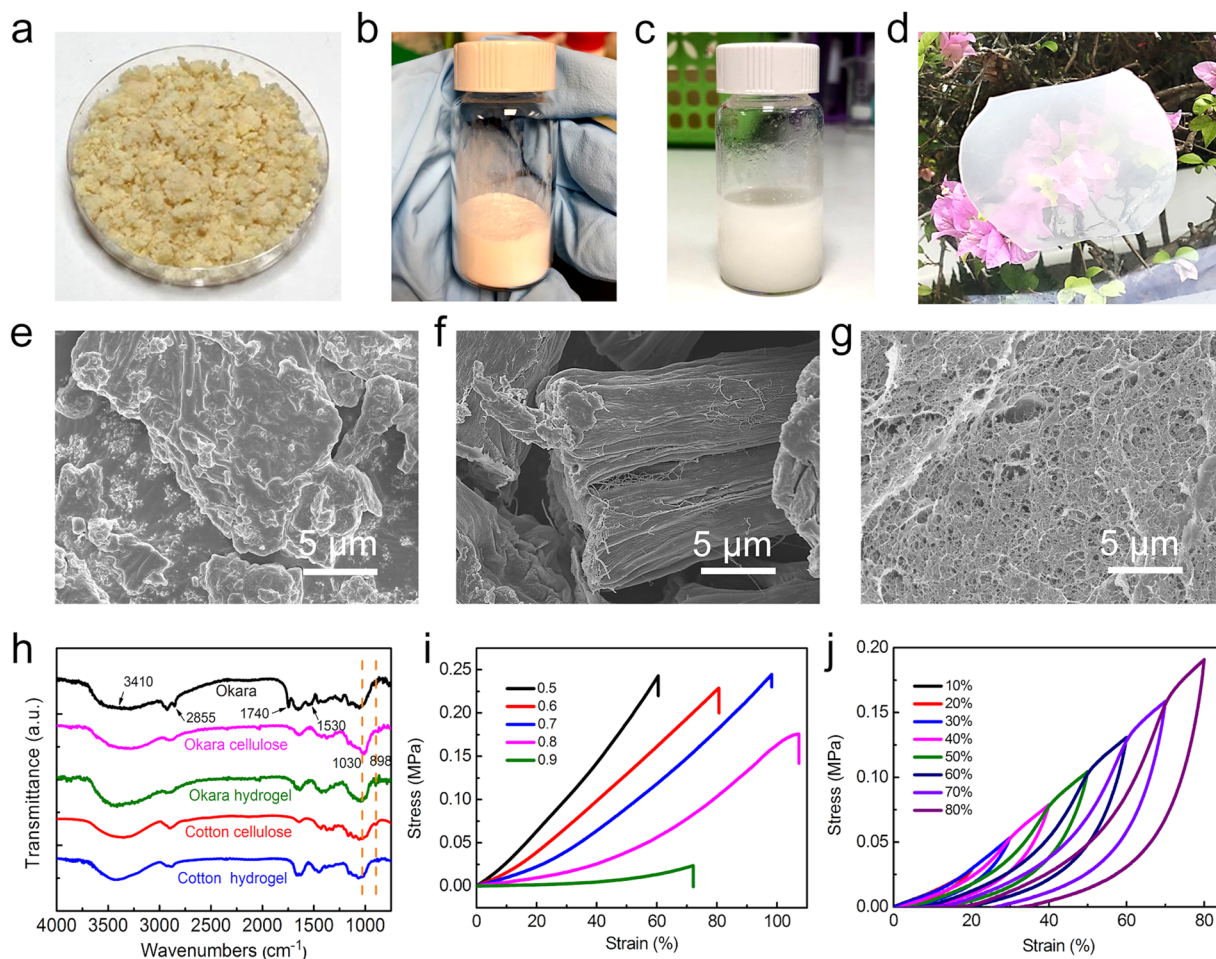 a
b
c
d
e
f
g
5 μm
5 μm
5 μm
h
i
j
3410
2855
1740
1530
Okara
Okara cellulose
1030
898
Okara hydrogel
Cotton cellulose
Cotton hydrogel
Transmittance (a.u.)
4000 3500 3000 2500 2000 1500 1000
Wavenumbers (cm⁻¹)
0.25
0.20
0.15
0.10
0.05
0.00
Stress (MPa)
0.5
0.6
0.7
0.8
0.9
0 20 40 60 80 100
Strain (%)
0.20
0.15
0.10
0.05
0.00
Stress (MPa)
10%
20%
30%
40%
50%
60%
70%
80%
0 20 40 60 80
Strain (%)